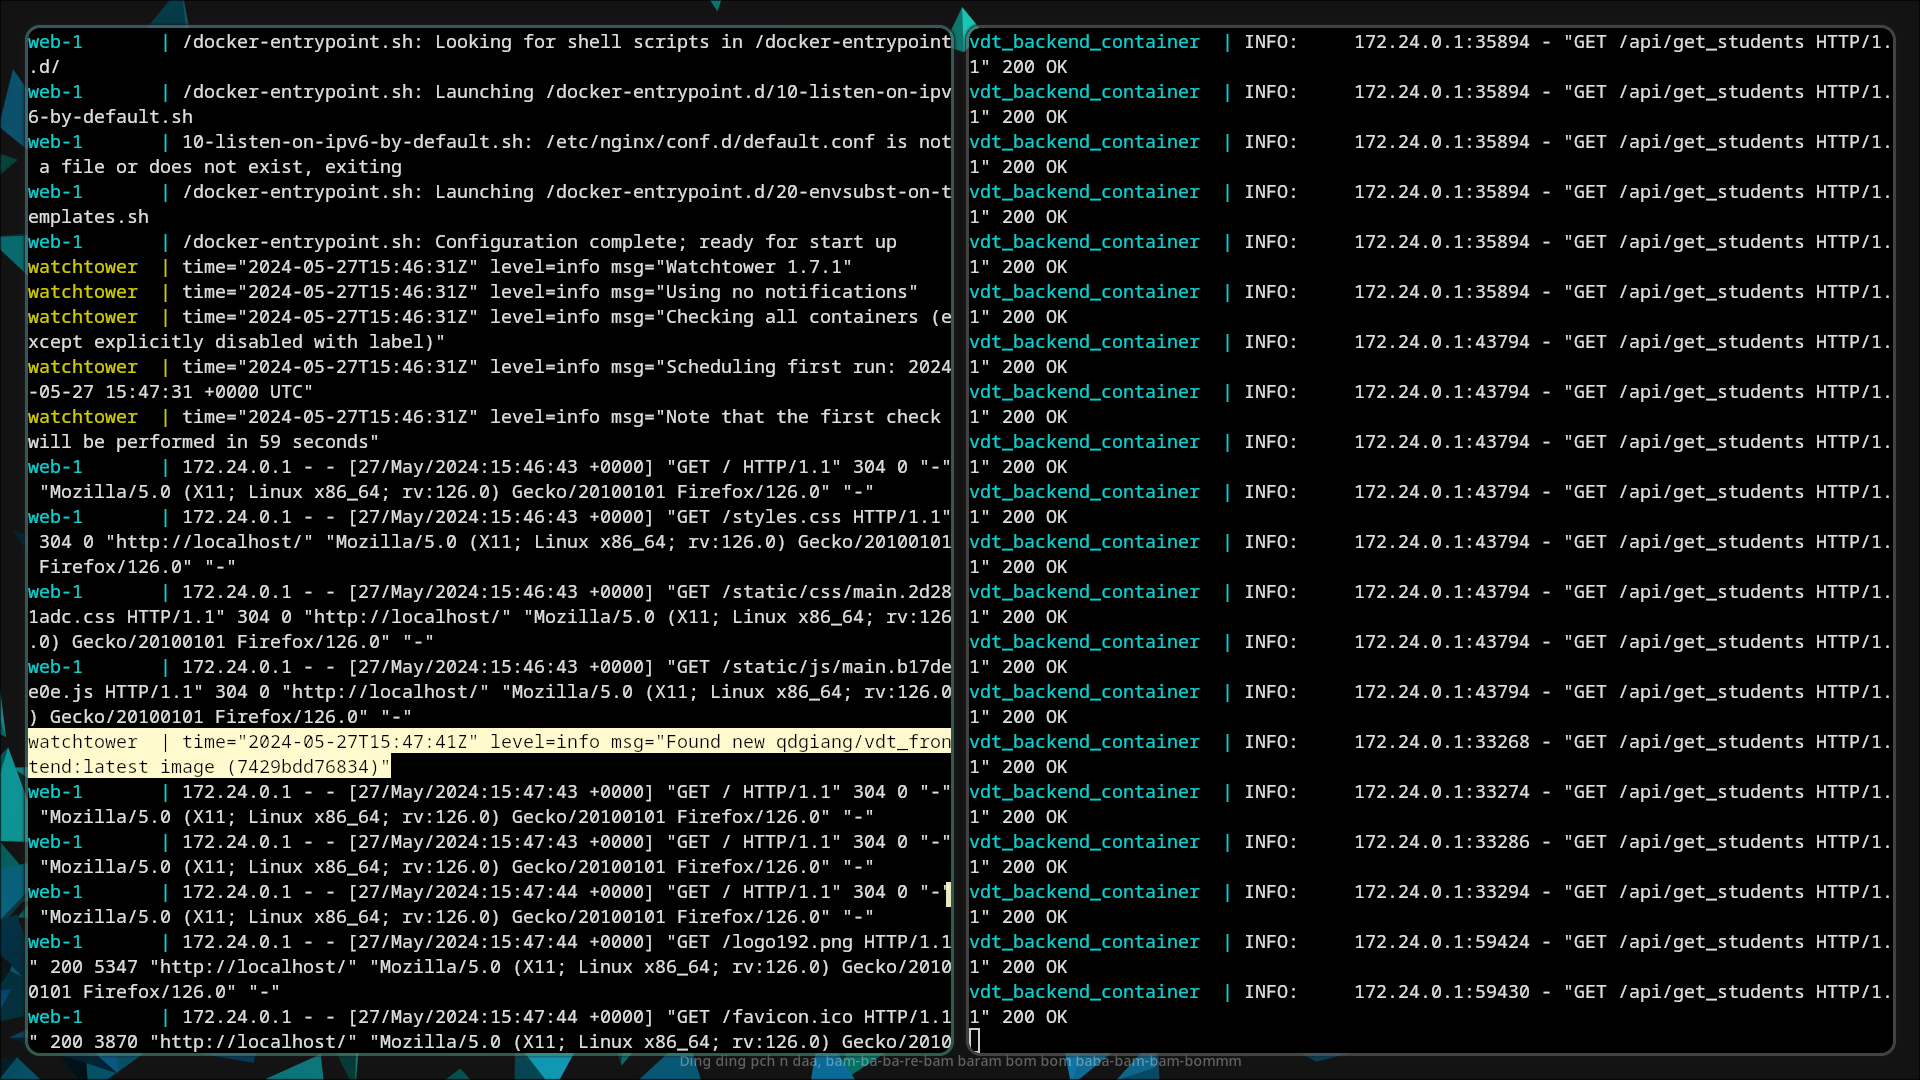 web-1       | /docker-entrypoint.sh: Looking for shell scripts in /docker-entrypoint
.d/
web-1       | /docker-entrypoint.sh: Launching /docker-entrypoint.d/10-listen-on-ipv
6-by-default.sh
web-1       | 10-listen-on-ipv6-by-default.sh: /etc/nginx/conf.d/default.conf is not
 a file or does not exist, exiting
web-1       | /docker-entrypoint.sh: Launching /docker-entrypoint.d/20-envsubst-on-t
emplates.sh
web-1       | /docker-entrypoint.sh: Configuration complete; ready for start up
watchtower  | time="2024-05-27T15:46:31Z" level=info msg="Watchtower 1.7.1"
watchtower  | time="2024-05-27T15:46:31Z" level=info msg="Using no notifications"
watchtower  | time="2024-05-27T15:46:31Z" level=info msg="Checking all containers (e
xcept explicitly disabled with label)"
watchtower  | time="2024-05-27T15:46:31Z" level=info msg="Scheduling first run: 2024
-05-27 15:47:31 +0000 UTC"
watchtower  | time="2024-05-27T15:46:31Z" level=info msg="Note that the first check
will be performed in 59 seconds"
web-1       | 172.24.0.1 - - [27/May/2024:15:46:43 +0000] "GET / HTTP/1.1" 304 0 "-"
 "Mozilla/5.0 (X11; Linux x86_64; rv:126.0) Gecko/20100101 Firefox/126.0" "-"
web-1       | 172.24.0.1 - - [27/May/2024:15:46:43 +0000] "GET /styles.css HTTP/1.1"
 304 0 "http://localhost/" "Mozilla/5.0 (X11; Linux x86_64; rv:126.0) Gecko/20100101
 Firefox/126.0" "-"
web-1       | 172.24.0.1 - - [27/May/2024:15:46:43 +0000] "GET /static/css/main.2d28
1adc.css HTTP/1.1" 304 0 "http://localhost/" "Mozilla/5.0 (X11; Linux x86_64; rv:126
.0) Gecko/20100101 Firefox/126.0" "-"
web-1       | 172.24.0.1 - - [27/May/2024:15:46:43 +0000] "GET /static/js/main.b17de
e0e.js HTTP/1.1" 304 0 "http://localhost/" "Mozilla/5.0 (X11; Linux x86_64; rv:126.0
) Gecko/20100101 Firefox/126.0" "-"
watchtower  | time="2024-05-27T15:47:41Z" level=info msg="Found new qdgiang/vdt_fron
tend:latest image (7429bdd76834)"
web-1       | 172.24.0.1 - - [27/May/2024:15:47:43 +0000] "GET / HTTP/1.1" 304 0 "-"
 "Mozilla/5.0 (X11; Linux x86_64; rv:126.0) Gecko/20100101 Firefox/126.0" "-"
web-1       | 172.24.0.1 - - [27/May/2024:15:47:43 +0000] "GET / HTTP/1.1" 304 0 "-"
 "Mozilla/5.0 (X11; Linux x86_64; rv:126.0) Gecko/20100101 Firefox/126.0" "-"
web-1       | 172.24.0.1 - - [27/May/2024:15:47:44 +0000] "GET / HTTP/1.1" 304 0 "-"
 "Mozilla/5.0 (X11; Linux x86_64; rv:126.0) Gecko/20100101 Firefox/126.0" "-"
web-1       | 172.24.0.1 - - [27/May/2024:15:47:44 +0000] "GET /logo192.png HTTP/1.1
" 200 5347 "http://localhost/" "Mozilla/5.0 (X11; Linux x86_64; rv:126.0) Gecko/2010
0101 Firefox/126.0" "-"
web-1       | 172.24.0.1 - - [27/May/2024:15:47:44 +0000] "GET /favicon.ico HTTP/1.1
" 200 3870 "http://localhost/" "Mozilla/5.0 (X11; Linux x86_64; rv:126.0) Gecko/2010
vdt_backend_container  | INFO:     172.24.0.1:35894 - "GET /api/get_students HTTP/1.
1" 200 OK
vdt_backend_container  | INFO:     172.24.0.1:35894 - "GET /api/get_students HTTP/1.
1" 200 OK
vdt_backend_container  | INFO:     172.24.0.1:35894 - "GET /api/get_students HTTP/1.
1" 200 OK
vdt_backend_container  | INFO:     172.24.0.1:35894 - "GET /api/get_students HTTP/1.
1" 200 OK
vdt_backend_container  | INFO:     172.24.0.1:35894 - "GET /api/get_students HTTP/1.
1" 200 OK
vdt_backend_container  | INFO:     172.24.0.1:35894 - "GET /api/get_students HTTP/1.
1" 200 OK
vdt_backend_container  | INFO:     172.24.0.1:43794 - "GET /api/get_students HTTP/1.
1" 200 OK
vdt_backend_container  | INFO:     172.24.0.1:43794 - "GET /api/get_students HTTP/1.
1" 200 OK
vdt_backend_container  | INFO:     172.24.0.1:43794 - "GET /api/get_students HTTP/1.
1" 200 OK
vdt_backend_container  | INFO:     172.24.0.1:43794 - "GET /api/get_students HTTP/1.
1" 200 OK
vdt_backend_container  | INFO:     172.24.0.1:43794 - "GET /api/get_students HTTP/1.
1" 200 OK
vdt_backend_container  | INFO:     172.24.0.1:43794 - "GET /api/get_students HTTP/1.
1" 200 OK
vdt_backend_container  | INFO:     172.24.0.1:43794 - "GET /api/get_students HTTP/1.
1" 200 OK
vdt_backend_container  | INFO:     172.24.0.1:43794 - "GET /api/get_students HTTP/1.
1" 200 OK
vdt_backend_container  | INFO:     172.24.0.1:33268 - "GET /api/get_students HTTP/1.
1" 200 OK
vdt_backend_container  | INFO:     172.24.0.1:33274 - "GET /api/get_students HTTP/1.
1" 200 OK
vdt_backend_container  | INFO:     172.24.0.1:33286 - "GET /api/get_students HTTP/1.
1" 200 OK
vdt_backend_container  | INFO:     172.24.0.1:33294 - "GET /api/get_students HTTP/1.
1" 200 OK
vdt_backend_container  | INFO:     172.24.0.1:59424 - "GET /api/get_students HTTP/1.
1" 200 OK
vdt_backend_container  | INFO:     172.24.0.1:59430 - "GET /api/get_students HTTP/1.
1" 200 OK
Ding ding pch n daa, bam-ba-ba-re-bam baram bom bom baba-bam-bam-bommm